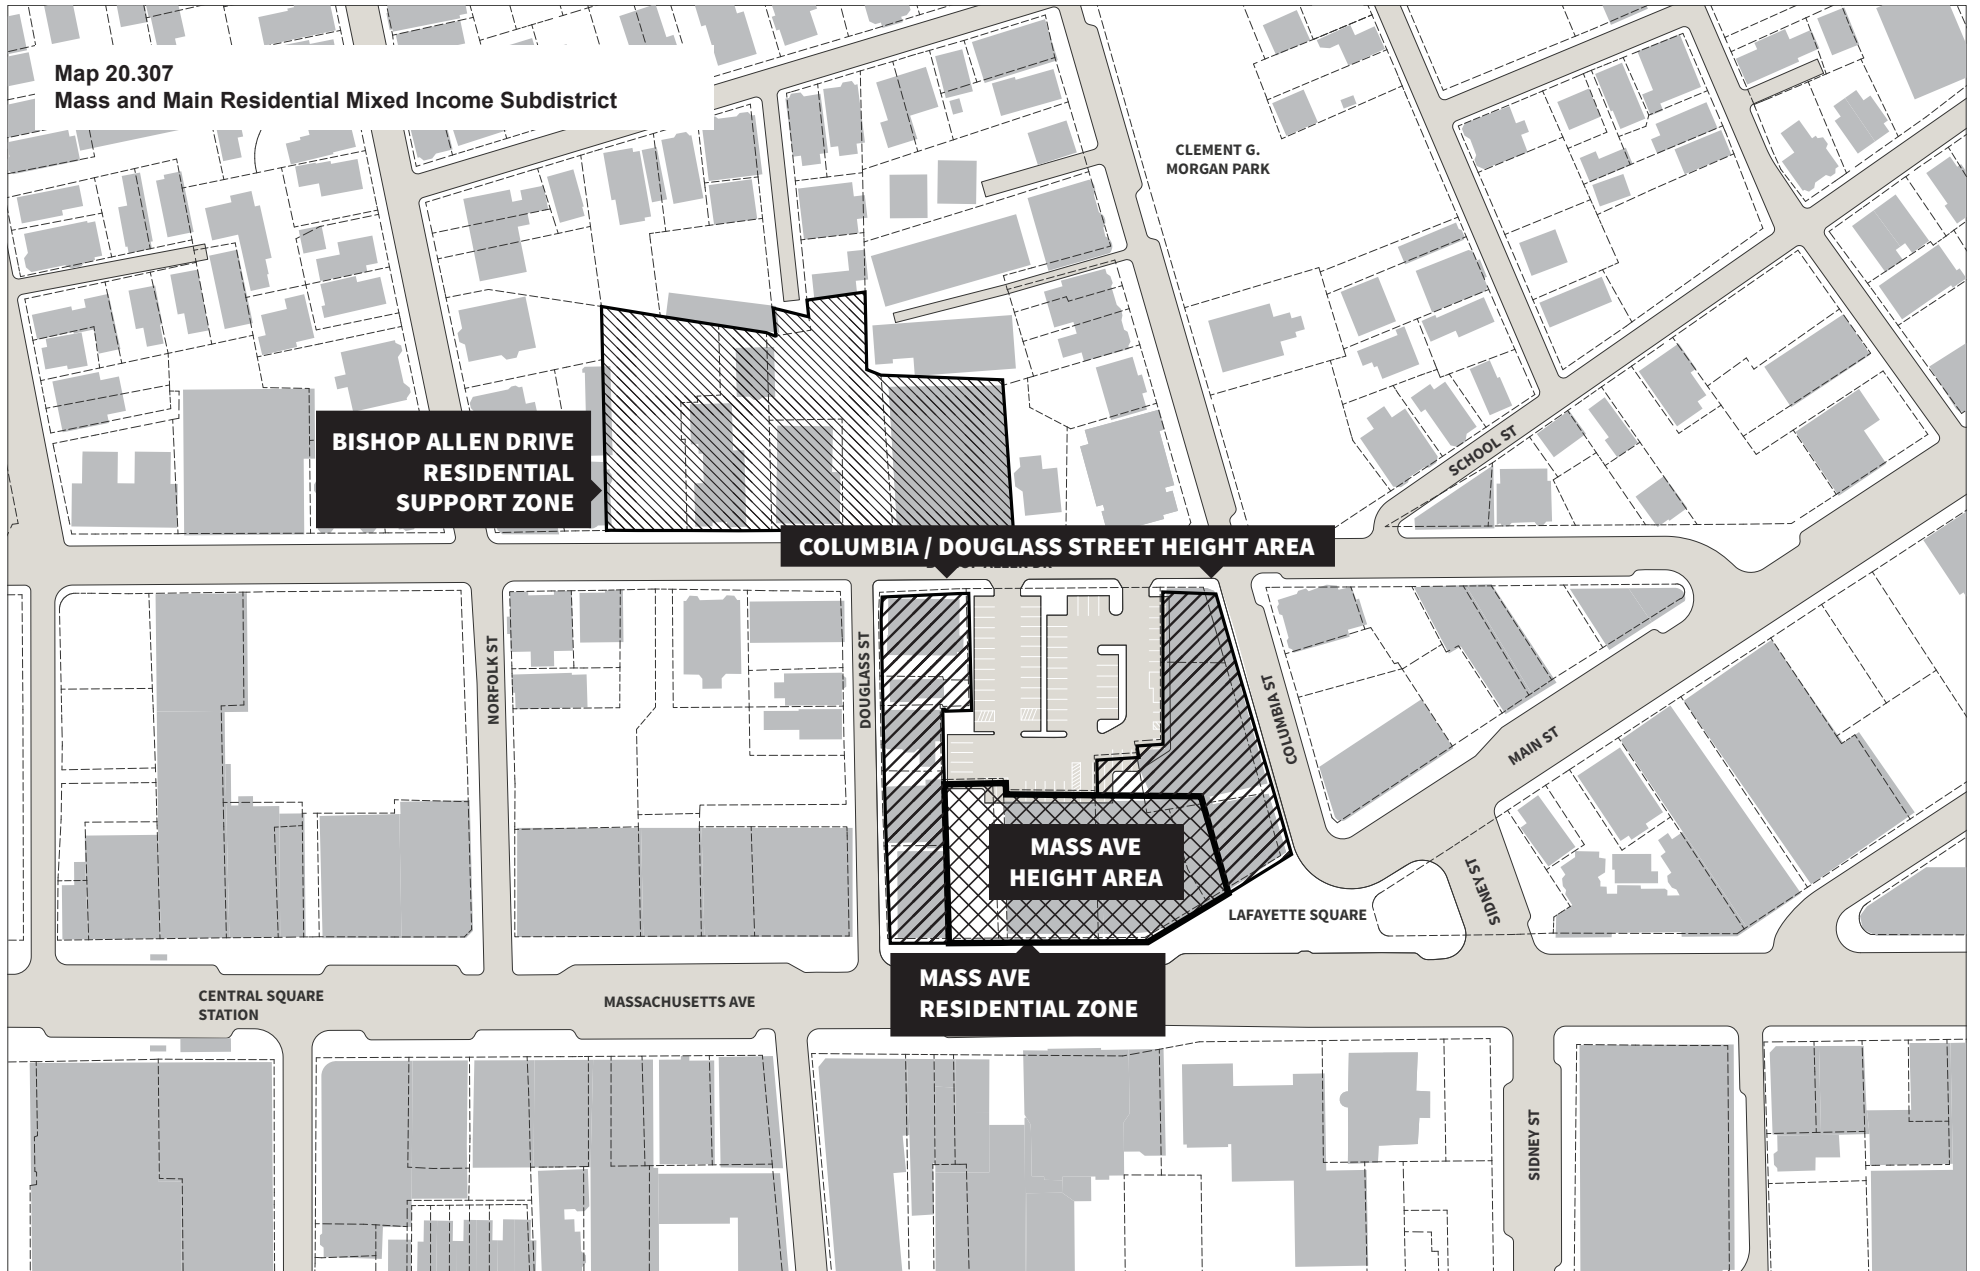 Map 20.307
Mass and Main Residential Mixed Income Subdistrict
CLEMENT G.
MORGAN PARK
BISHOP ALLEN DRIVE
RESIDENTIAL
SUPPORT ZONE
SCHOOL ST
COLUMBIA / DOUGLASS STREET HEIGHT AREA
NORFOLK ST
DOUGLASS ST
COLUMBIA ST
MAIN ST
MASS AVE
HEIGHT AREA
SIDNEY ST
LAFAYETTE SQUARE
MASS AVE
RESIDENTIAL ZONE
CENTRAL SQUARE
STATION
MASSACHUSETTS AVE
SIDNEY ST